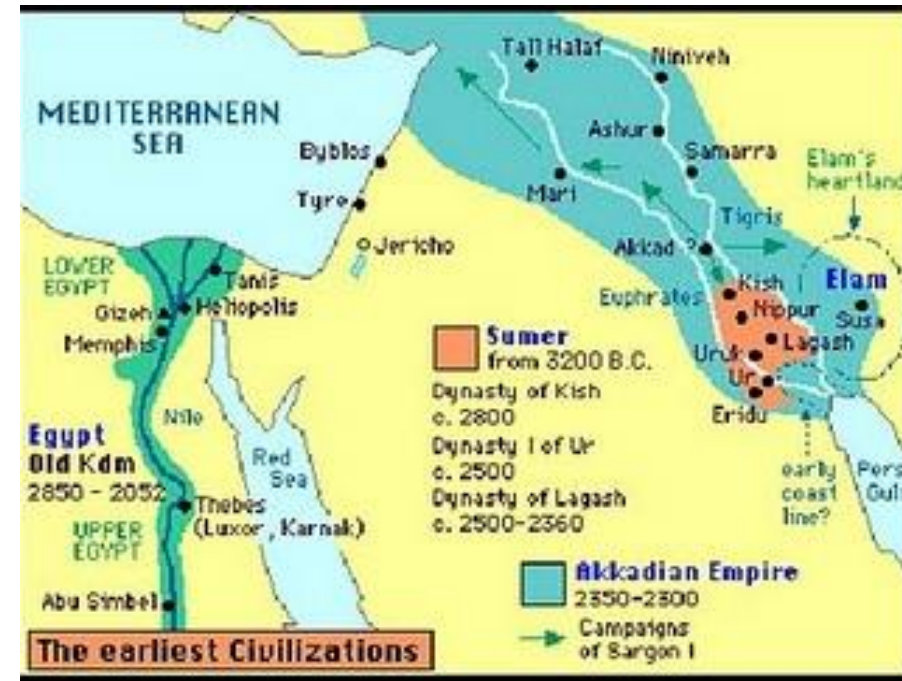 MEDITERRANEAN
SEA
Tall Halaf
Niniveh
Ashur
Samarra
Elam's
heartland
Byblos
Mari
Tyre
Tigris
Jericho
Akkad ?
LOWER
EGYPT
Tanis
Gizeh
Heliopolis
Memphis
Euphrates
Kish
Elam
Nippur
Susa
Lagash
Uruk
Ur
Eridu
Sumer
from 3200 B.C.
Dynasty of Kish
c. 2800
Dynasty I of Ur
c. 2500
Dynasty of Lagash
c. 2500-2360
Nile
Egypt
Old Kdm
2850 - 2052
Red
Sea
early
coast
line?
Pers
Gul
Thebes
(Luxor, Karnak)
UPPER
EGYPT
Abu Simbel
Akkadian Empire
2350-2300
Campaigns
of Sargon I
The earliest Civilizations